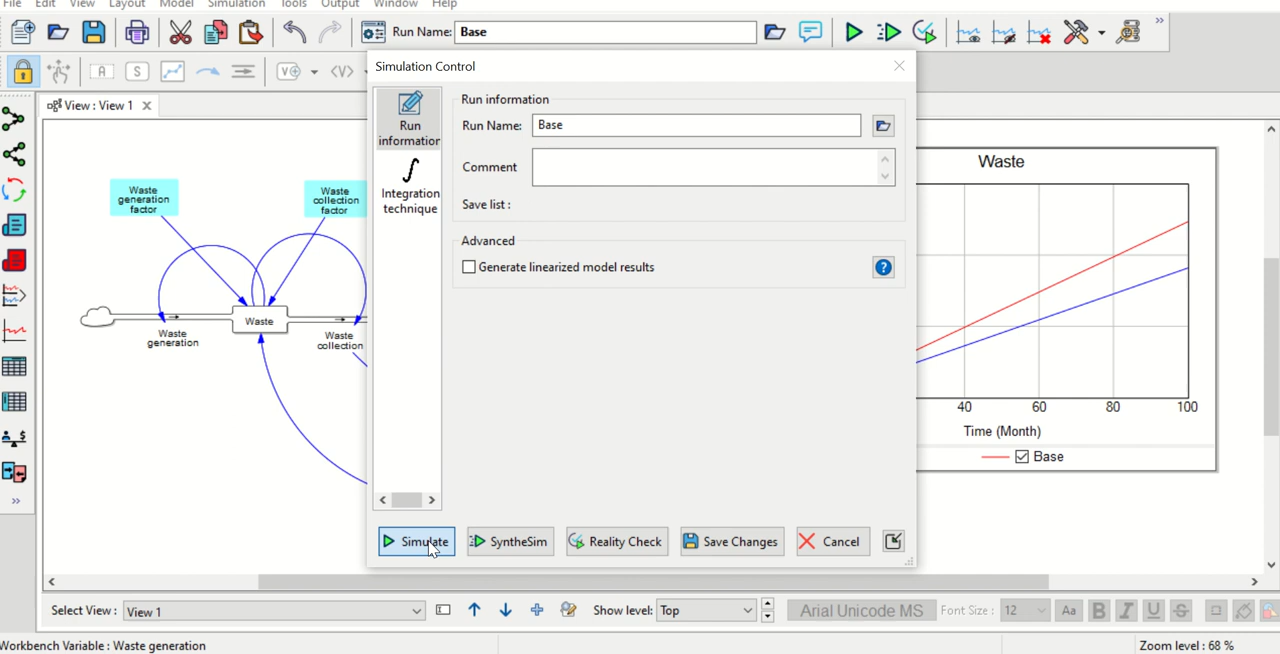 File Edit View Layout Model Simulation Tools Output Window Help
Run Name: Base
A S V <V>
Simulation Control
View : View 1
Run
information
Integration
technique
Run information
Run Name: Base
Comment
Save list :
Advanced
Generate linearized model results
Waste
generation
factor
Waste
collection
factor
Waste
Waste
generation
Waste
collection
Waste
40 60 80 100
Time (Month)
Base
Simulate SyntheSim Reality Check Save Changes Cancel
Select View : View 1 Show level: Top Arial Unicode MS Font Size : 12 Aa B I U S
Workbench Variable : Waste generation Zoom level : 68 %